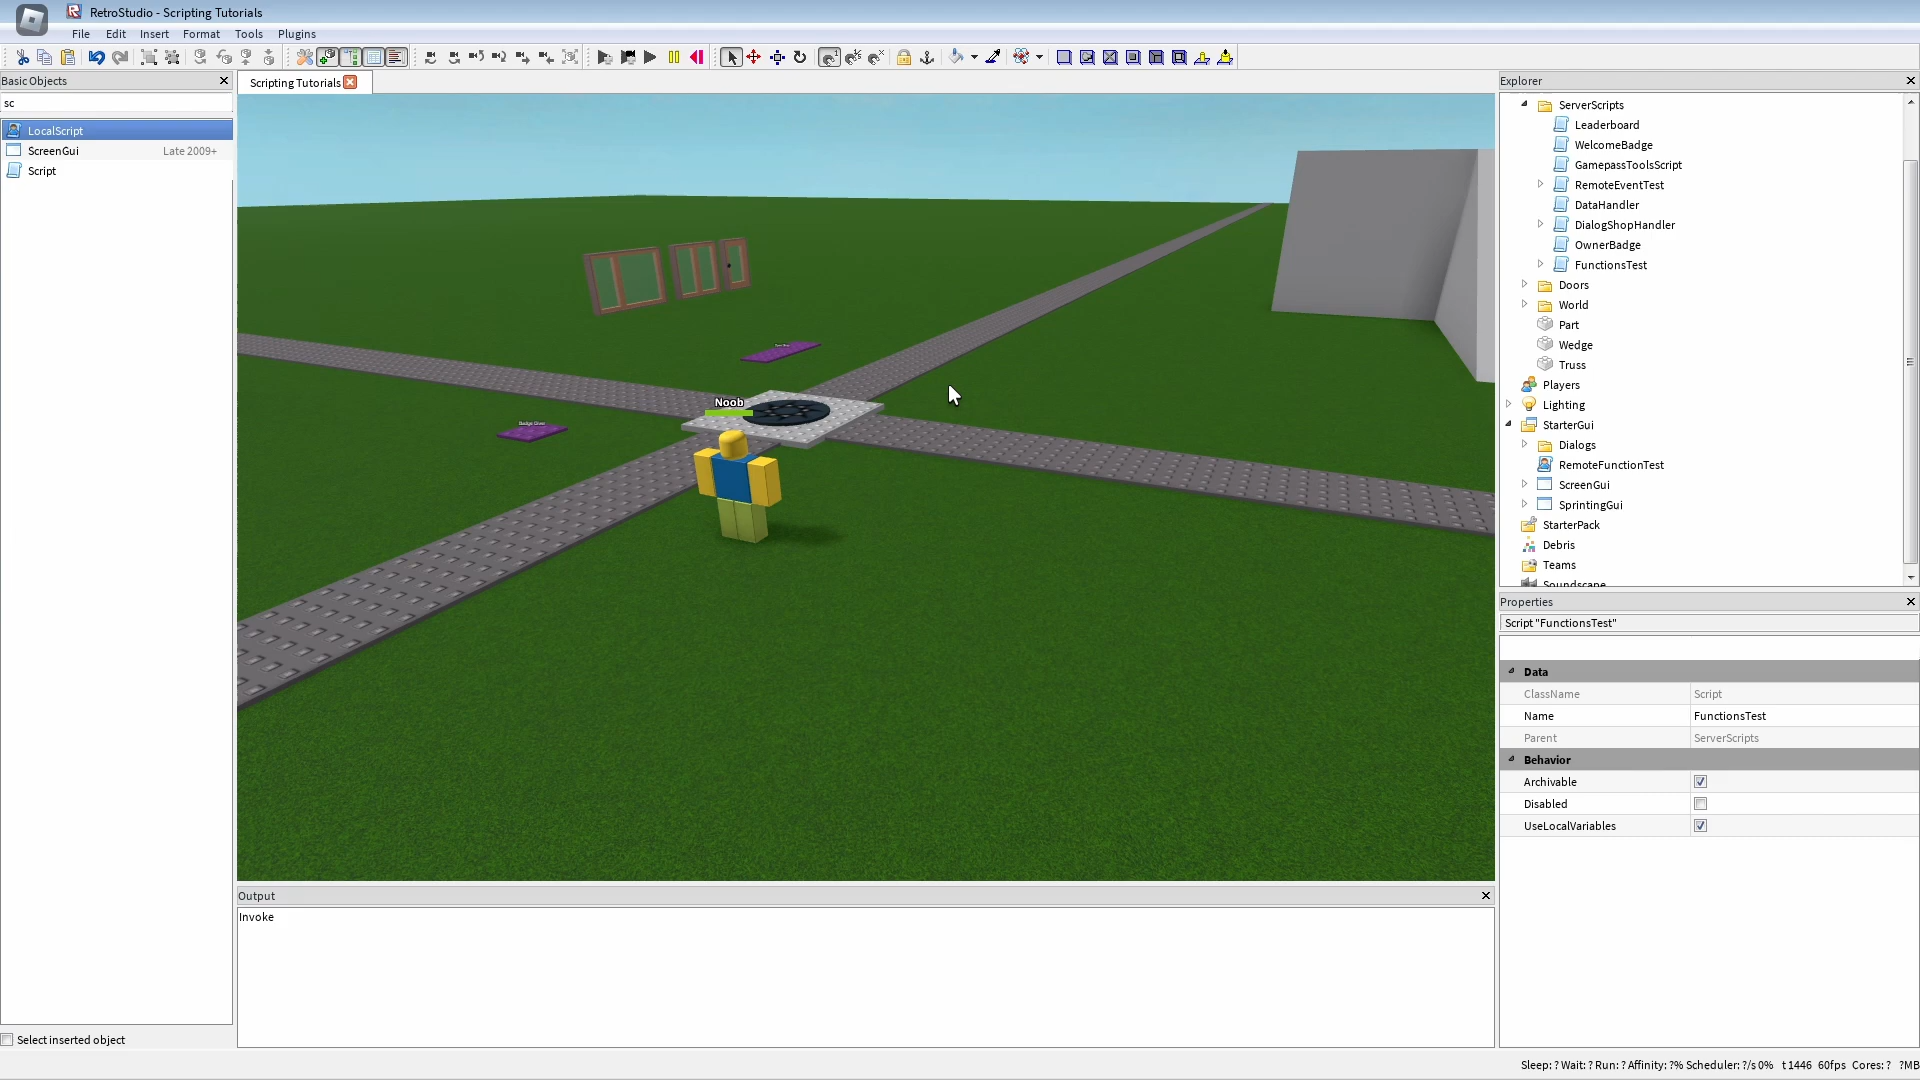 RetroStudio - Scripting Tutorials
File Edit Insert Format Tools Plugins
Basic Objects
sc
LocalScript
ScreenGui Late 2009+
Script
Select inserted object
Scripting Tutorials
Noob
Output
Invoke
Explorer
ServerScripts
Leaderboard
WelcomeBadge
GamepassToolsScript
RemoteEventTest
DataHandler
DialogShopHandler
OwnerBadge
FunctionsTest
Doors
World
Part
Wedge
Truss
Players
Lighting
StarterGui
Dialogs
RemoteFunctionTest
ScreenGui
SprintingGui
StarterPack
Debris
Teams
Soundscape
Properties
Script "FunctionsTest"
Data
ClassName Script
Name FunctionsTest
Parent ServerScripts
Behavior
Archivable
Disabled
UseLocalVariables
Sleep: ? Wait: ? Run: ? Affinity: ?% Scheduler: ?/s 0% t 1446 60fps Cores: ? ?MB